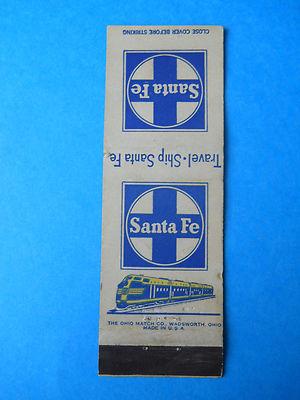 CLOSE COVER BEFORE STRIKING
Santa Fe
Travel • Ship Santa Fe
Santa Fe
THE OHIO MATCH CO., WADSWORTH, OHIO
MADE IN U.S.A.